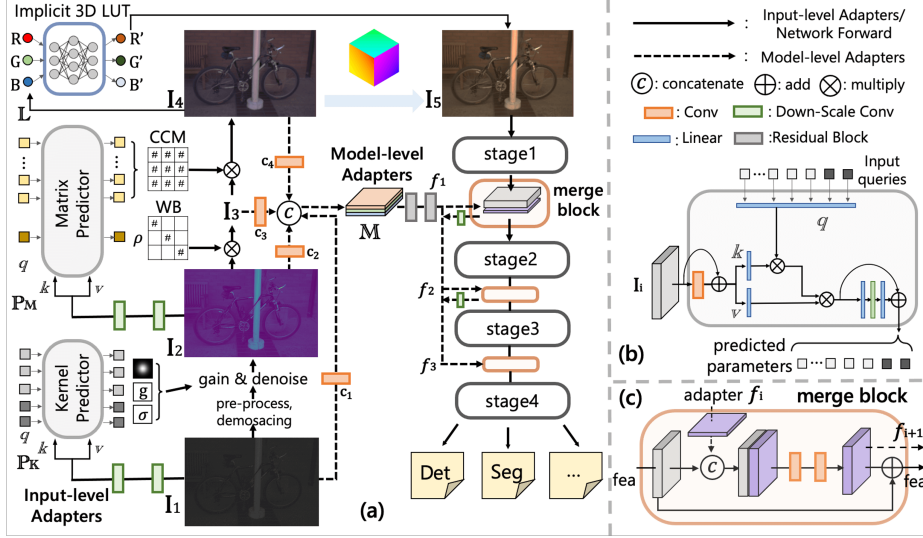 Implicit 3D LUT
R
R'
G
G'
B
B'
L
I4
I5
CCM
# # #
# # #
# # #
WB
#
#
#
Matrix
Predictor
q
ρ
k
v
PM
I3
I2
c4
c3
c2
c1
C
Model-level
Adapters
M
f1
stage1
merge
block
stage2
f2
stage3
f3
stage4
Det
Seg
...
Kernel
Predictor
g
σ
q
k
v
PK
gain & denoise
pre-process,
demosacing
I1
Input-level
Adapters
(a)
: Input-level Adapters/
Network Forward
: Model-level Adapters
C : concatenate
: add
: multiply
: Conv
: Down-Scale Conv
: Linear
:Residual Block
Input
queries
...
q
k
Ii
v
(b)
predicted
parameters
...
(c)
adapter fi
merge block
fi+1
C
fea
fea